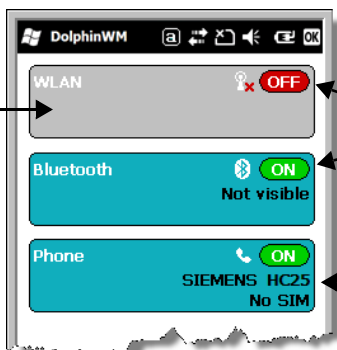 DolphinWM a OK
WLAN OFF
Bluetooth ON
Not visible
Phone ON
SIEMENS HC25
No SIM